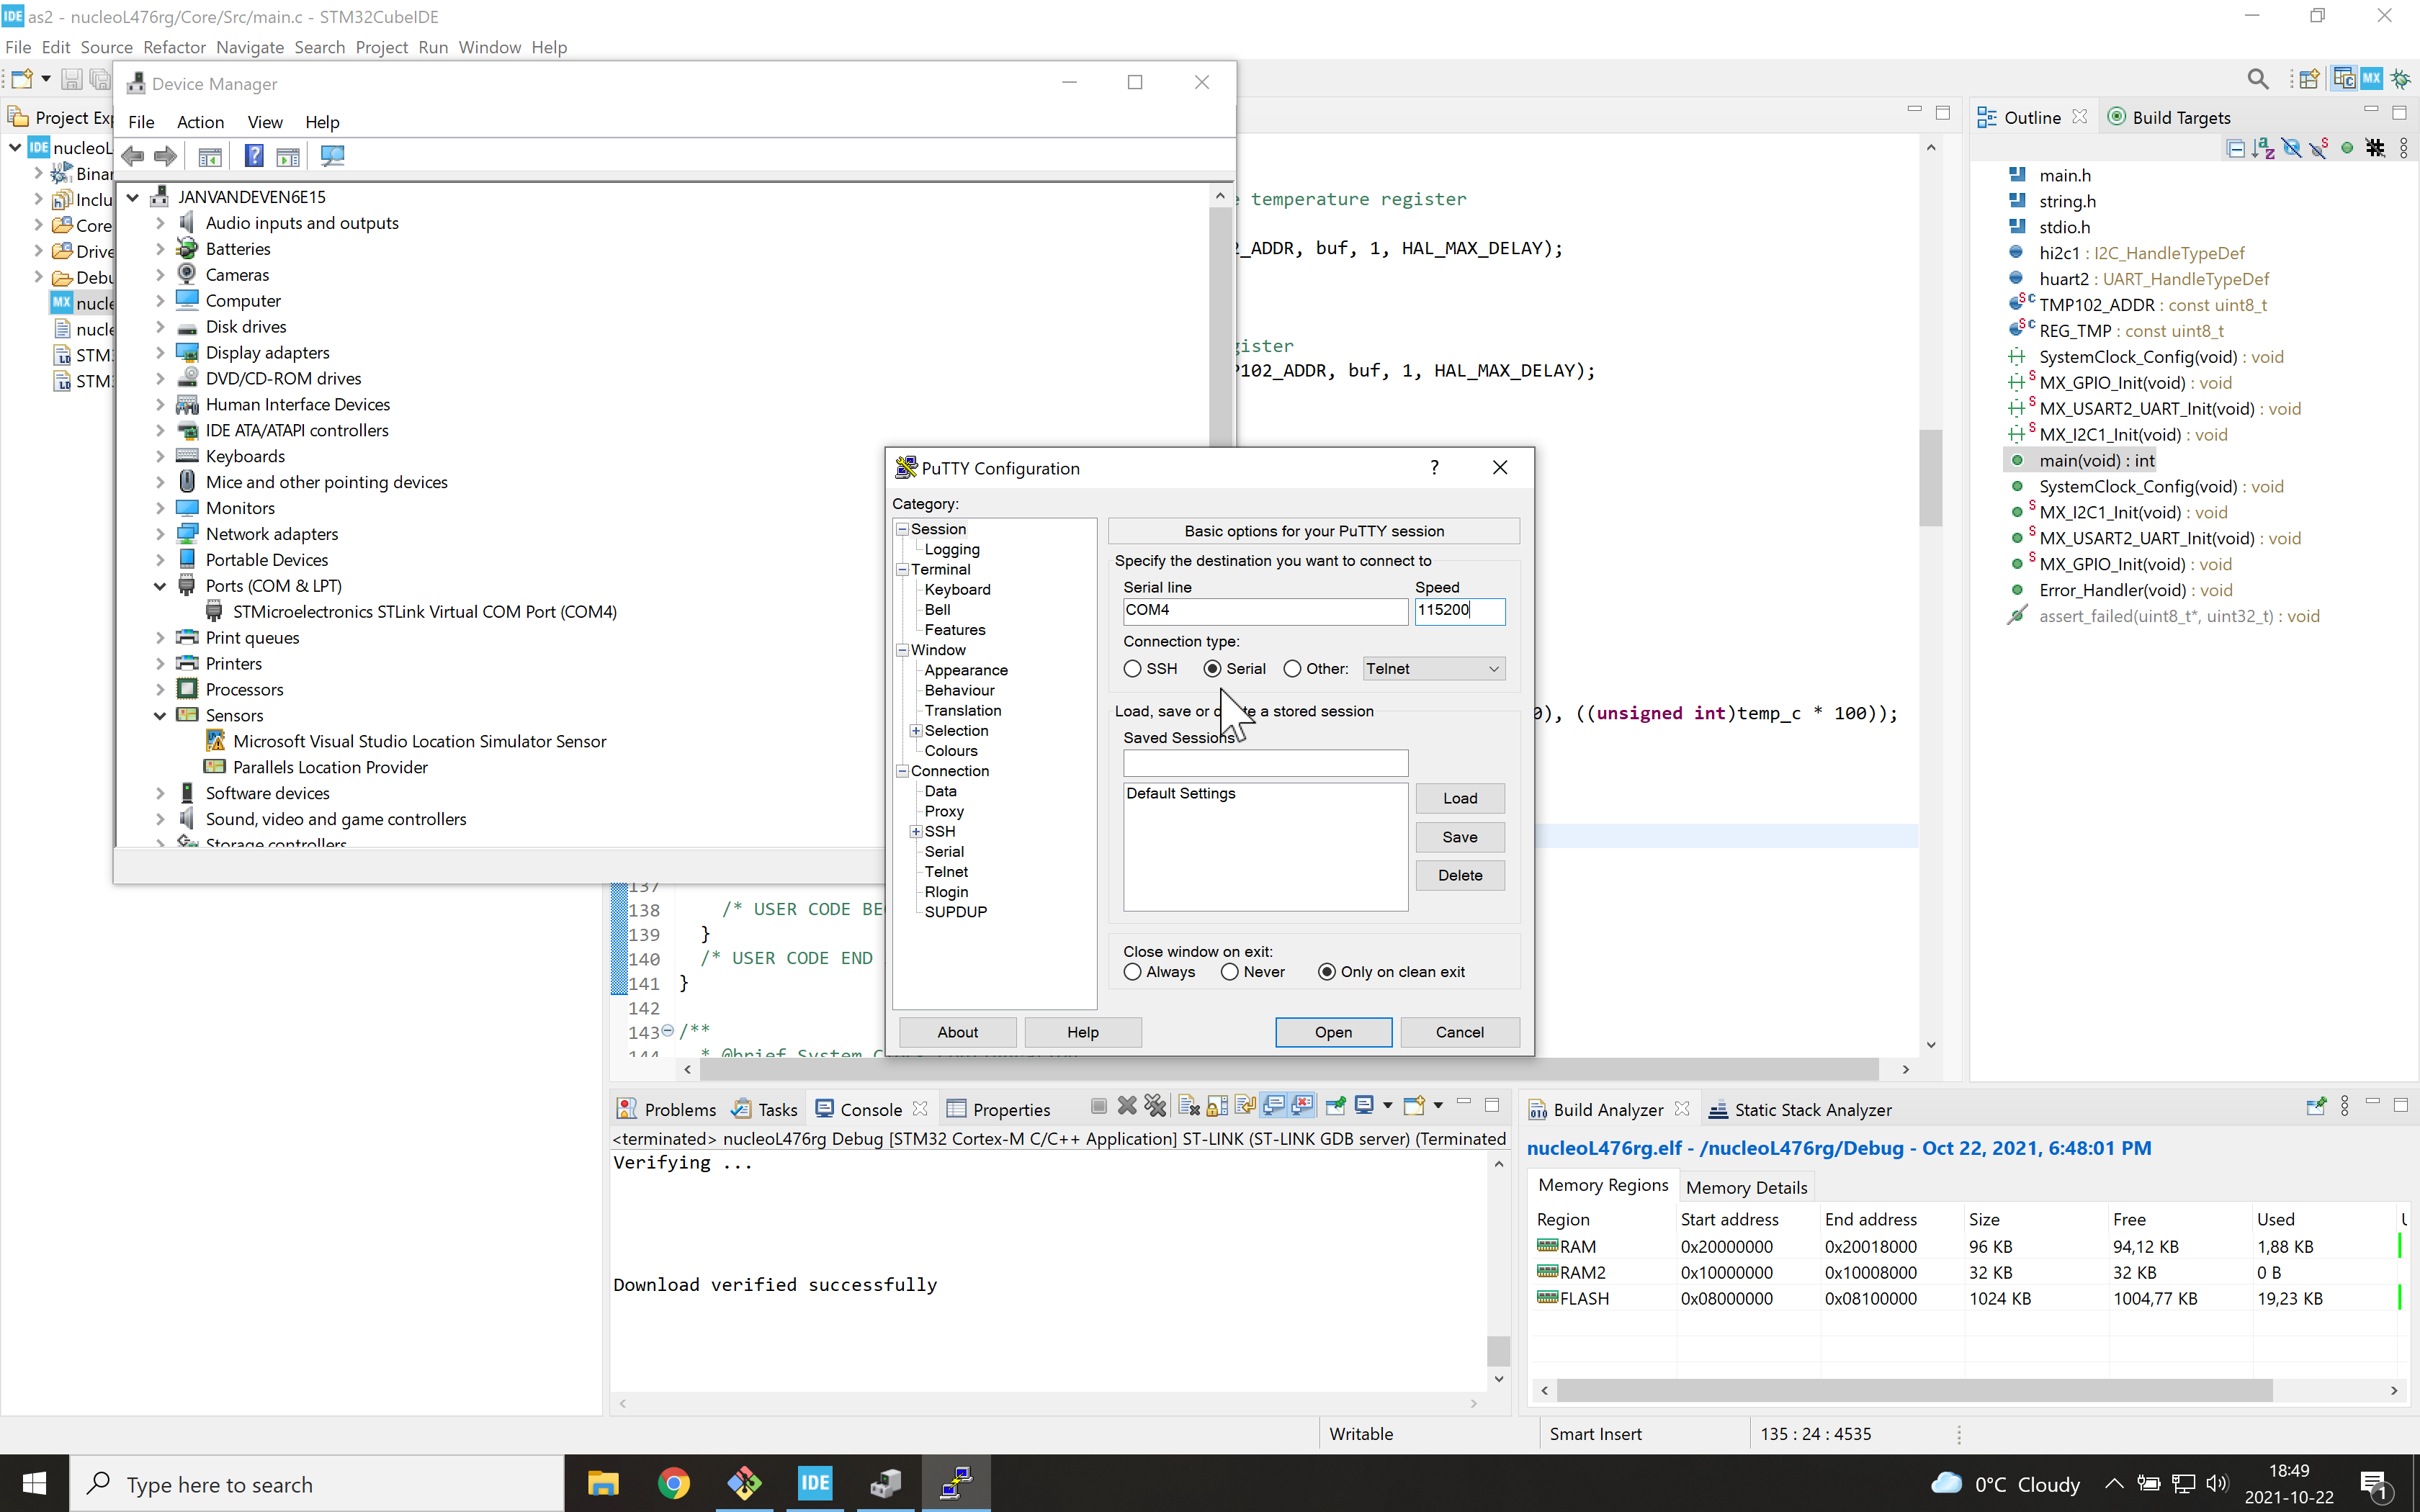 IDE as2 - nucleoL476rg/Core/Src/main.c - STM32CubeIDE
File Edit Source Refactor Navigate Search Project Run Window Help
Project Exp
IDE nucleoL
Binar
Inclu
Core
Drive
Debu
MX nucle
nucle
STM3
STM3
Device Manager
File Action View Help
JANVANDEVEN6E15
Audio inputs and outputs
Batteries
Cameras
Computer
Disk drives
Display adapters
DVD/CD-ROM drives
Human Interface Devices
IDE ATA/ATAPI controllers
Keyboards
Mice and other pointing devices
Monitors
Network adapters
Portable Devices
Ports (COM & LPT)
STMicroelectronics STLink Virtual COM Port (COM4)
Print queues
Printers
Processors
Sensors
Microsoft Visual Studio Location Simulator Sensor
Parallels Location Provider
Software devices
Sound, video and game controllers
Storage controllers
temperature register
_ADDR, buf, 1, HAL_MAX_DELAY);
gister
P102_ADDR, buf, 1, HAL_MAX_DELAY);
), ((unsigned int)temp_c * 100));
137
138 /* USER CODE BE
139 }
140 /* USER CODE END
141 }
142
143 /**
144 * @brief System
PuTTY Configuration
? 
Category:
Session
Logging
Terminal
Keyboard
Bell
Features
Window
Appearance
Behaviour
Translation
Selection
Colours
Connection
Data
Proxy
SSH
Serial
Telnet
Rlogin
SUPDUP
Basic options for your PuTTY session
Specify the destination you want to connect to
Serial line Speed
COM4 115200
Connection type:
SSH Serial Other: Telnet
Load, save or a stored session
Saved Sessions
Default Settings
Load
Save
Delete
Close window on exit:
Always Never Only on clean exit
About Help Open Cancel
Outline Build Targets
main.h
string.h
stdio.h
hi2c1 : I2C_HandleTypeDef
huart2 : UART_HandleTypeDef
TMP102_ADDR : const uint8_t
REG_TMP : const uint8_t
SystemClock_Config(void) : void
MX_GPIO_Init(void) : void
MX_USART2_UART_Init(void) : void
MX_I2C1_Init(void) : void
main(void) : int
SystemClock_Config(void) : void
MX_I2C1_Init(void) : void
MX_USART2_UART_Init(void) : void
MX_GPIO_Init(void) : void
Error_Handler(void) : void
assert_failed(uint8_t*, uint32_t) : void
Problems Tasks Console Properties
<terminated> nucleoL476rg Debug [STM32 Cortex-M C/C++ Application] ST-LINK (ST-LINK GDB server) (Terminated
Verifying ...
Download verified successfully
Build Analyzer Static Stack Analyzer
nucleoL476rg.elf - /nucleoL476rg/Debug - Oct 22, 2021, 6:48:01 PM
Memory Regions Memory Details
Region Start address End address Size Free Used
RAM 0x20000000 0x20018000 96 KB 94,12 KB 1,88 KB
RAM2 0x10000000 0x10008000 32 KB 32 KB 0 B
FLASH 0x08000000 0x08100000 1024 KB 1004,77 KB 19,23 KB
Writable Smart Insert 135 : 24 : 4535
Type here to search
IDE
0°C Cloudy
18:49
2021-10-22
1